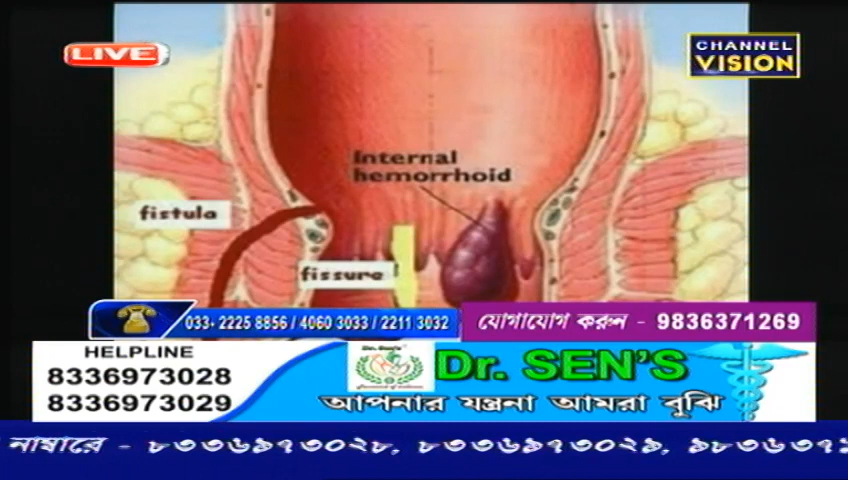 LIVE
CHANNEL
VISION
Internal
hemorrhoid
fistula
fissure
033- 2225 8856 / 4060 3033 / 2211 3032
যোগাযোগ করুন - 9836371269
HELPLINE
8336973028
8336973029
Dr. SEN'S
আপনার যন্ত্রনা আমরা বুঝি
নাম্বারে - ৮৩৩৬৯৭৩০২৮, ৮৩৩৬৯৭৩০২৯, ৯৮৩৬৩৭১